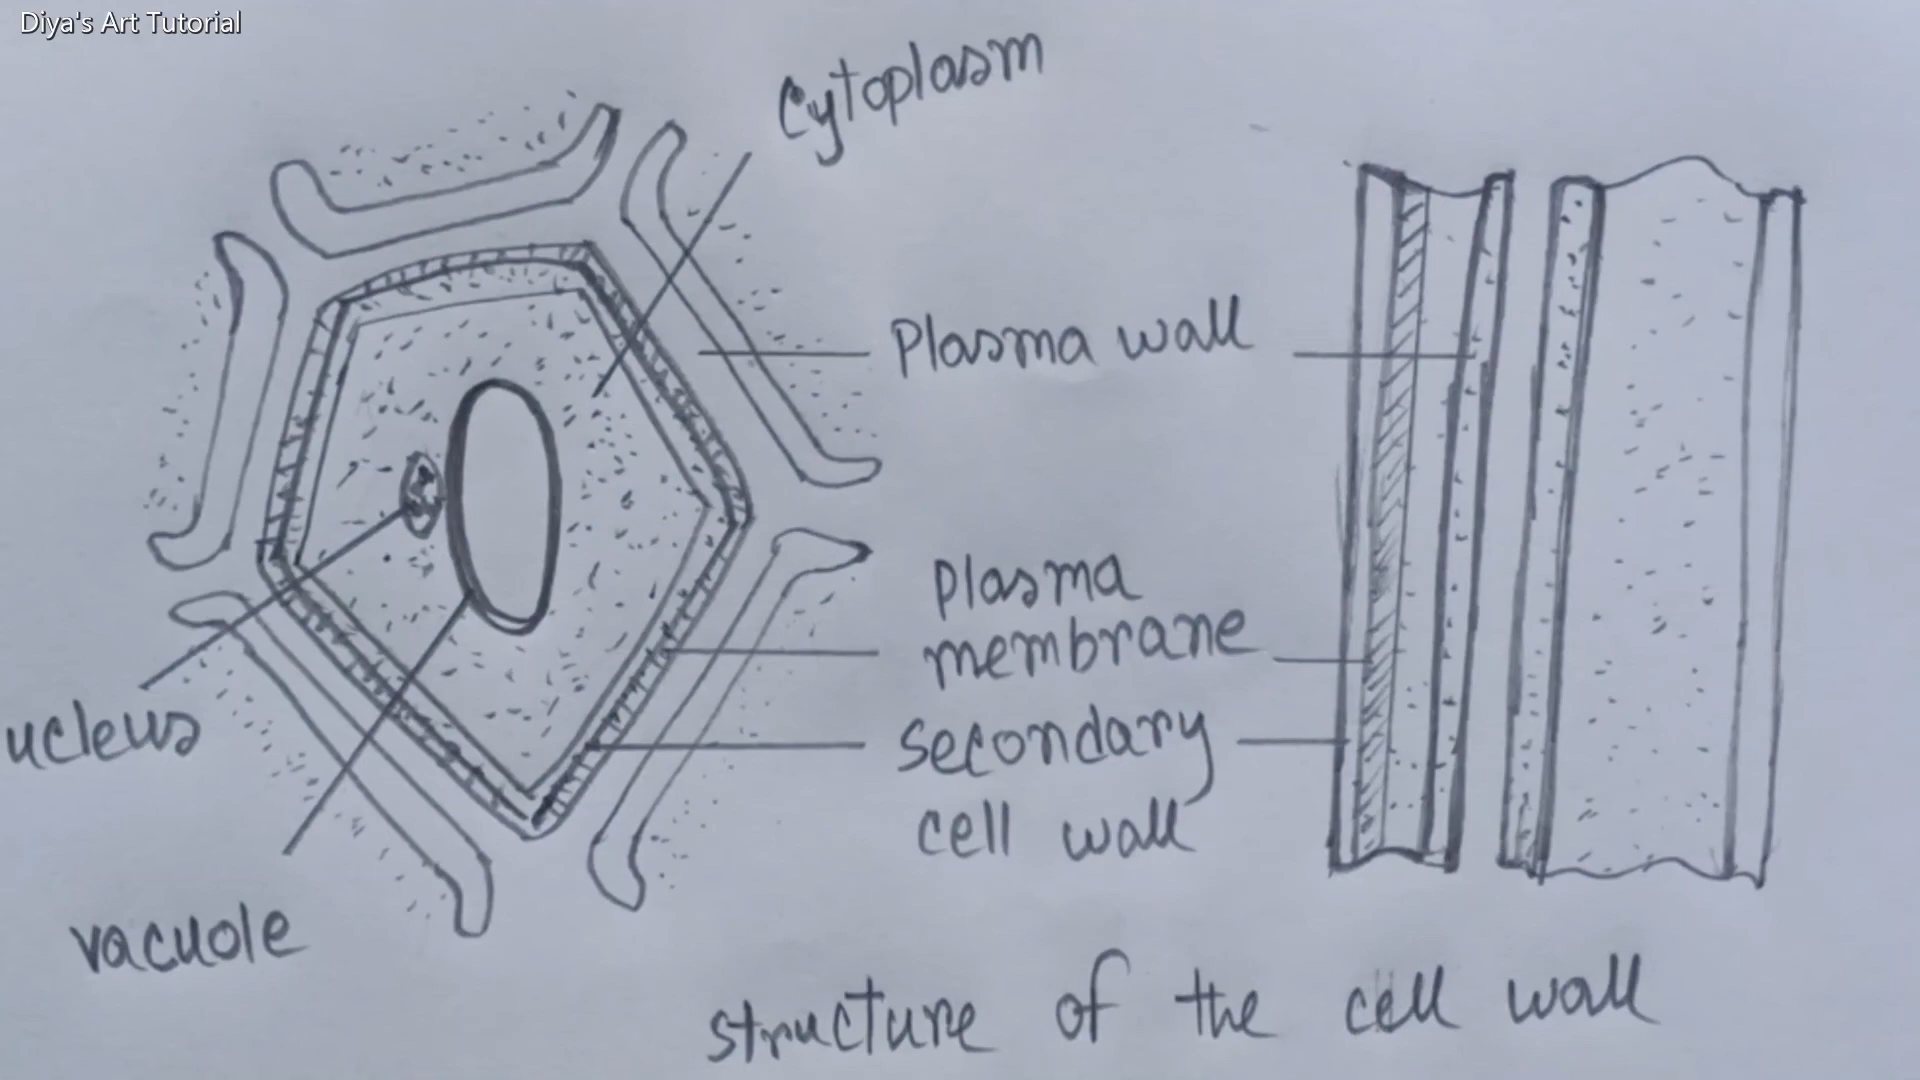 Diya's Art Tutorial
Cytoplasm
Plasma wall
plasma
membrane
secondary
cell wall
ucleus
vacuole
structure of the cell wall